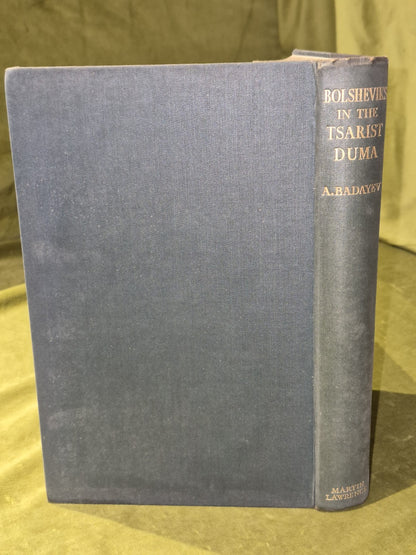 BOLSHEVIKS
IN THE
TSARIST
DUMA
A. BADAYEV
MARTIN
LAWRENCE